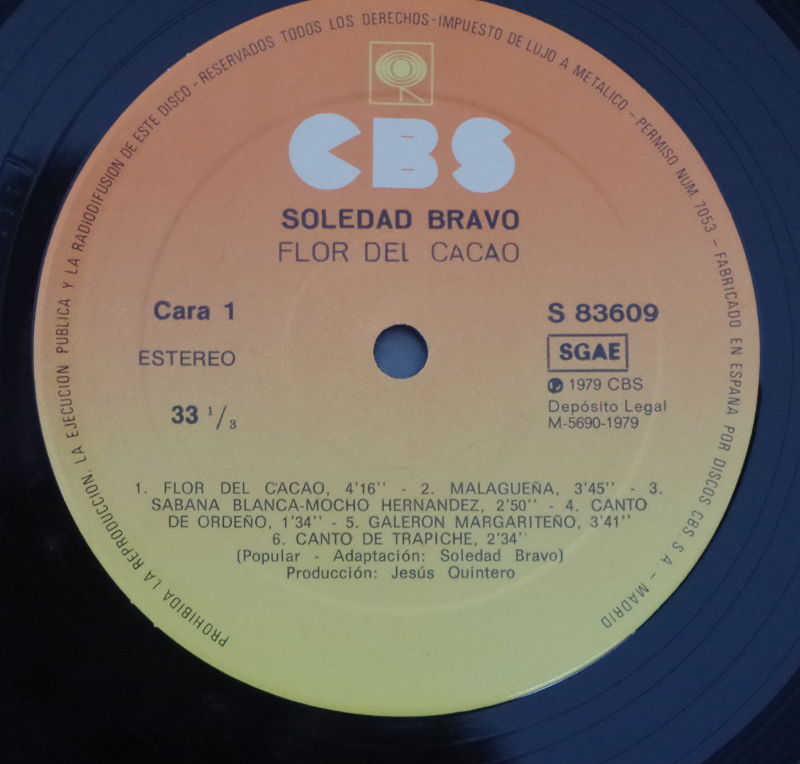 PROHIBIDA LA REPRODUCCION, LA EJECUCION PUBLICA Y LA RADIODIFUSION DE ESTE DISCO - RESERVADOS TODOS LOS DERECHOS - IMPUESTO DE LUJO A METALICO - PERMISO NUM 7053 - FABRICADO EN ESPAÑA POR DISCOS CBS, S A - MADRID
CBS
SOLEDAD BRAVO
FLOR DEL CACAO
Cara 1
S 83609
ESTEREO
SGAE
℗ 1979 CBS
33 1/3
Depósito Legal
M-5690-1979
1. FLOR DEL CACAO, 4'16'' - 2. MALAGUEÑA, 3'45'' - 3.
SABANA BLANCA-MOCHO HERNANDEZ, 2'50'' - 4. CANTO
DE ORDEÑO, 1'34'' - 5. GALERON MARGARITEÑO, 3'41''
6. CANTO DE TRAPICHE, 2'34''
(Popular - Adaptación: Soledad Bravo)
Producción: Jesús Quintero